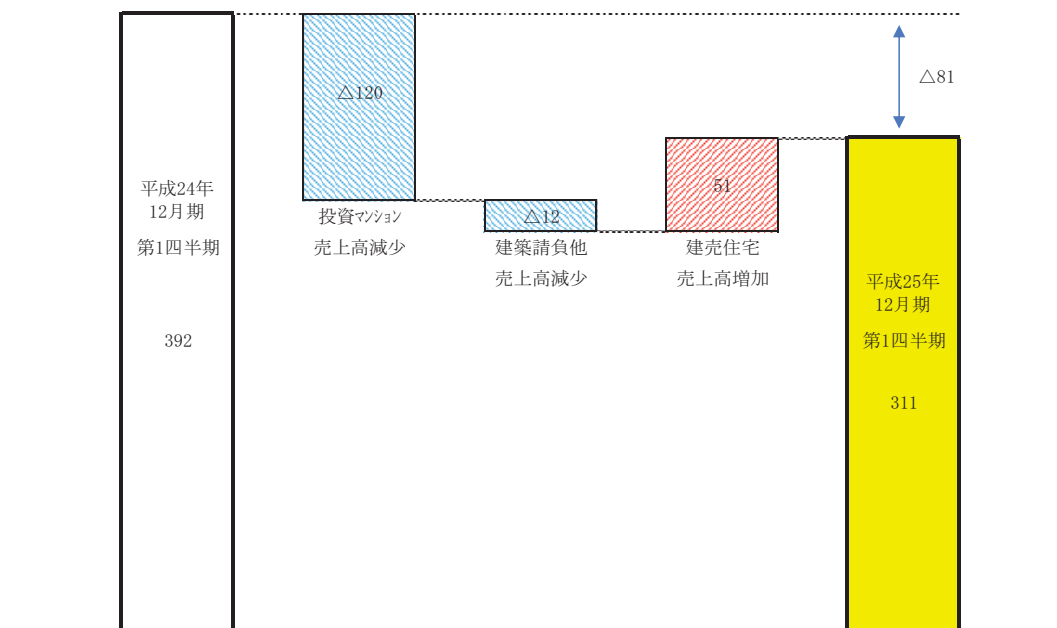 平成24年
12月期
第1四半期
392
△120
投資ﾏﾝｼｮﾝ
売上高減少
△12
建築請負他
売上高減少
51
建売住宅
売上高増加
△81
平成25年
12月期
第1四半期
311